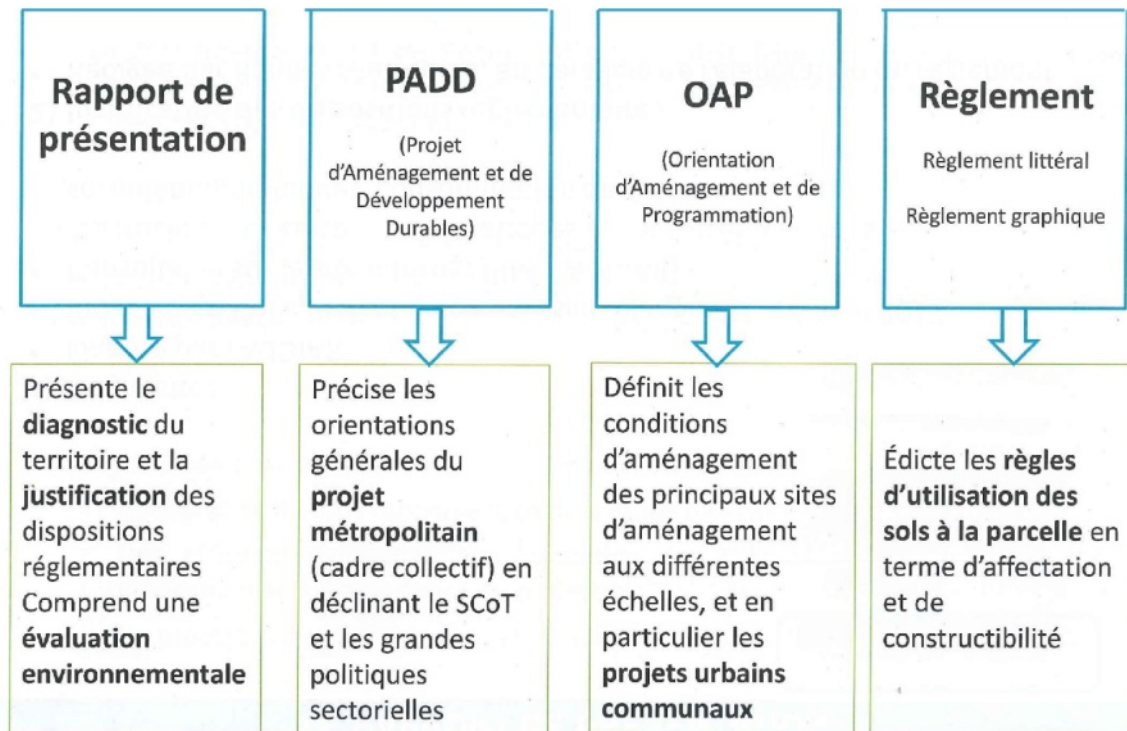 Rapport de
présentation
PADD
(Projet
d'Aménagement et de
Développement
Durables)
OAP
(Orientation
d'Aménagement et de
Programmation)
Règlement
Règlement littéral
Règlement graphique
Présente le
diagnostic du
territoire et la
justification des
dispositions
réglementaires
Comprend une
évaluation
environnementale
Précise les
orientations
générales du
projet
métropolitain
(cadre collectif) en
déclinant le SCoT
et les grandes
politiques
sectorielles
Définit les
conditions
d'aménagement
des principaux sites
d'aménagement
aux différentes
échelles, et en
particulier les
projets urbains
communaux
Édicte les règles
d'utilisation des
sols à la parcelle en
terme d'affectation
et de
constructibilité